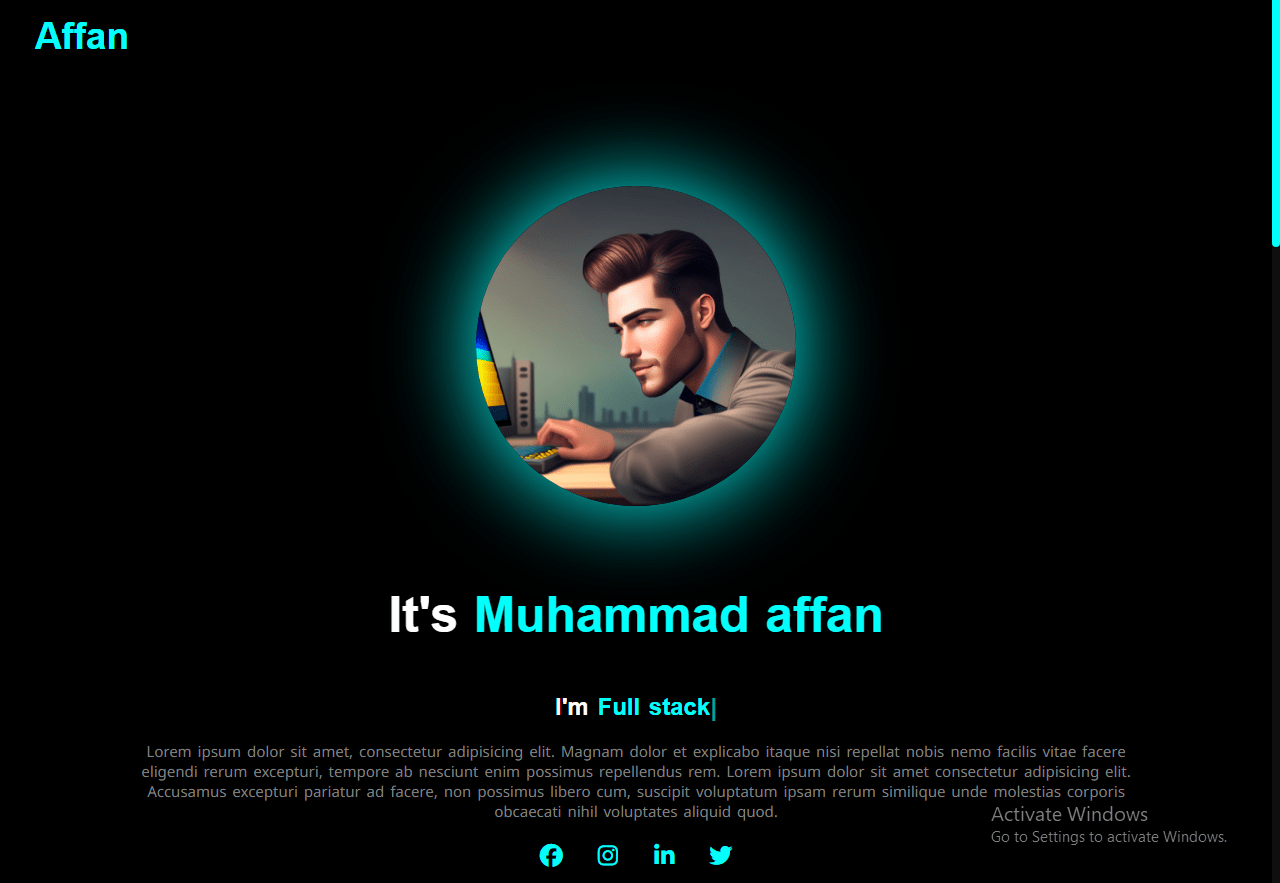 Affan
It's Muhammad affan
I'm Full stack|
Lorem ipsum dolor sit amet, consectetur adipisicing elit. Magnam dolor et explicabo itaque nisi repellat nobis nemo facilis vitae facere
eligendi rerum excepturi, tempore ab nesciunt enim possimus repellendus rem. Lorem ipsum dolor sit amet consectetur adipisicing elit.
Accusamus excepturi pariatur ad facere, non possimus libero cum, suscipit voluptatum ipsam rerum similique unde molestias corporis
obcaecati nihil voluptates aliquid quod.
Activate Windows
Go to Settings to activate Windows.